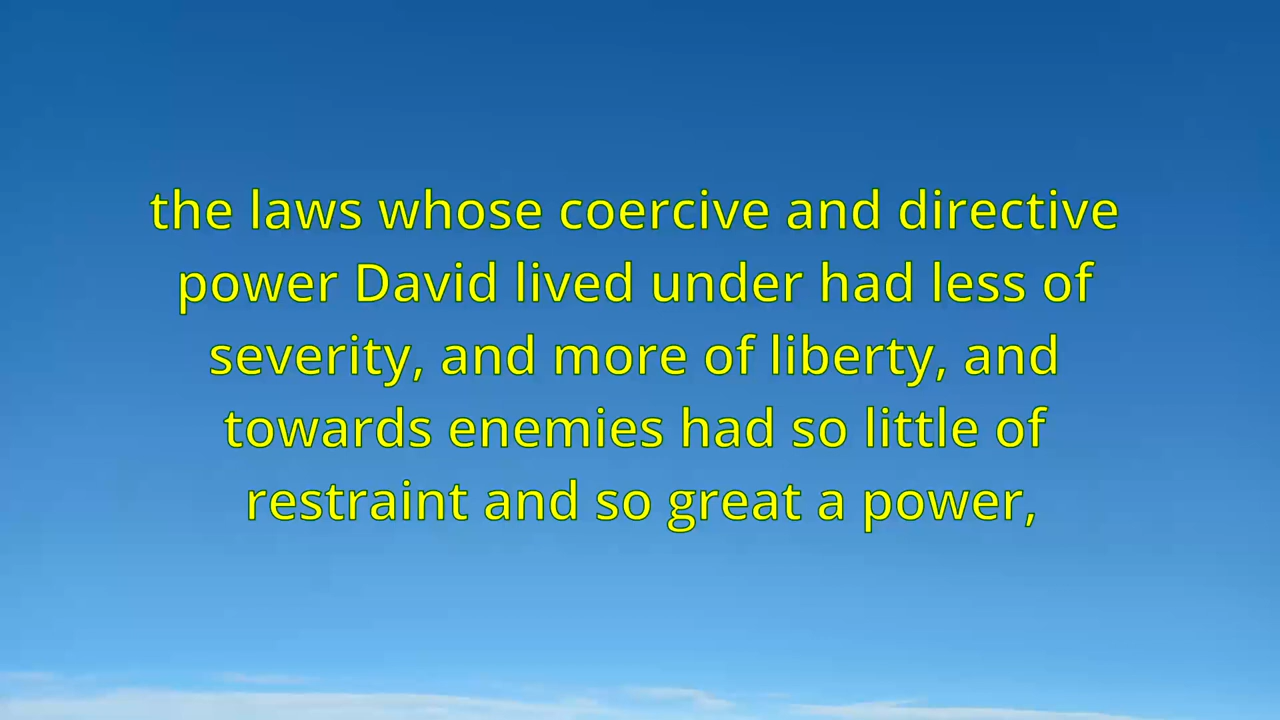 the laws whose coercive and directive
power David lived under had less of
severity, and more of liberty, and
towards enemies had so little of
restraint and so great a power,